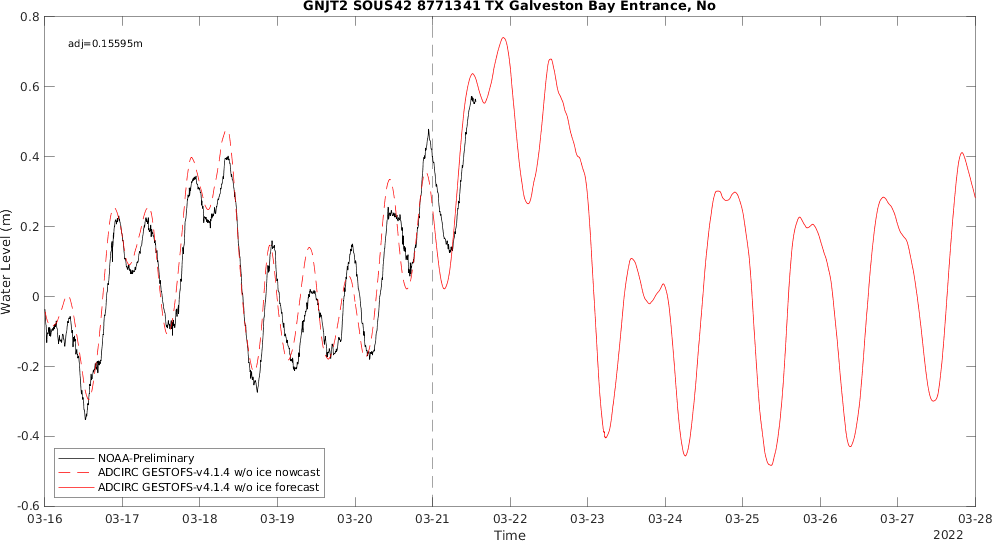 GNJT2 SOUS42 8771341 TX Galveston Bay Entrance, No
adj=0.15595m
0.8
0.6
0.4
0.2
0
-0.2
-0.4
-0.6
Water Level (m)
NOAA-Preliminary
ADCIRC GESTOFS-v4.1.4 w/o ice nowcast
ADCIRC GESTOFS-v4.1.4 w/o ice forecast
03-16 03-17 03-18 03-19 03-20 03-21 03-22 03-23 03-24 03-25 03-26 03-27 03-28
Time
2022